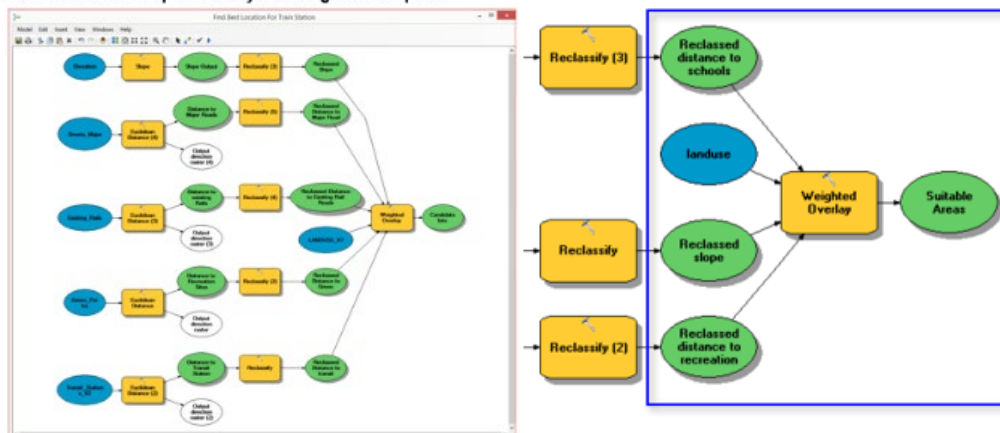 Find Best Location For Train Station
Model Edit Insert View Windows Help
Elevation
Slope
Slope Output
Reclassify (3)
Reclassed
Slope
Streets_Major
Euclidean
Distance (4)
Distance to
Major Roads
Output
direction
raster (4)
Reclassify (5)
Reclassed
Distance to
Major Road
Existing_Rails
Euclidean
Distance (3)
Distance to
existing
Rails
Output
direction
raster (3)
Reclassify (4)
Reclassed Distance
to Existing Rail
Roads
LANDUSE_07
Weighted
Overlay
Candidate
Euclidean
Distance
Distance to
Recreation
Sites
Output
direction
raster
Reclassify (2)
Reclassed
Distance to
Green
Euclidean
Distance (2)
Distance to
Transit
Station
Output
direction
raster (2)
Reclassify
Reclassed
Distance to
transit
Reclassify (3)
Reclassed
distance to
schools
landuse
Weighted
Overlay
Suitable
Areas
Reclassify
Reclassed
slope
Reclassify (2)
Reclassed
distance to
recreation